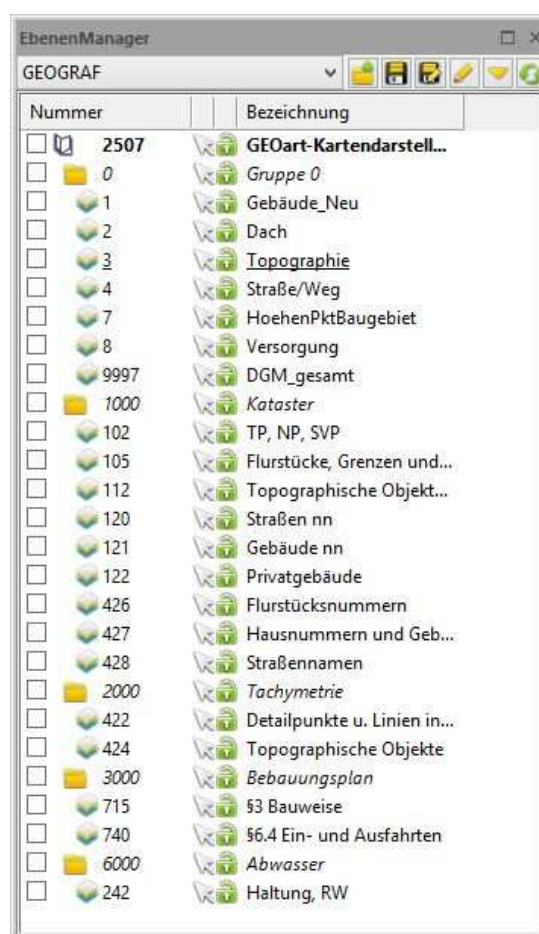 EbenenManager
GEOGRAF
Nummer Bezeichnung
2507 GEOart-Kartendarstell...
0 Gruppe 0
1 Gebäude_Neu
2 Dach
3 Topographie
4 Straße/Weg
7 HoehenPktBaugebiet
8 Versorgung
9997 DGM_gesamt
1000 Kataster
102 TP, NP, SVP
105 Flurstücke, Grenzen und...
112 Topographische Objekt...
120 Straßen nn
121 Gebäude nn
122 Privatgebäude
426 Flurstücksnummern
427 Hausnummern und Geb...
428 Straßennamen
2000 Tachymetrie
422 Detailpunkte u. Linien in...
424 Topographische Objekte
3000 Bebauungsplan
715 §3 Bauweise
740 §6.4 Ein- und Ausfahrten
6000 Abwasser
242 Haltung, RW